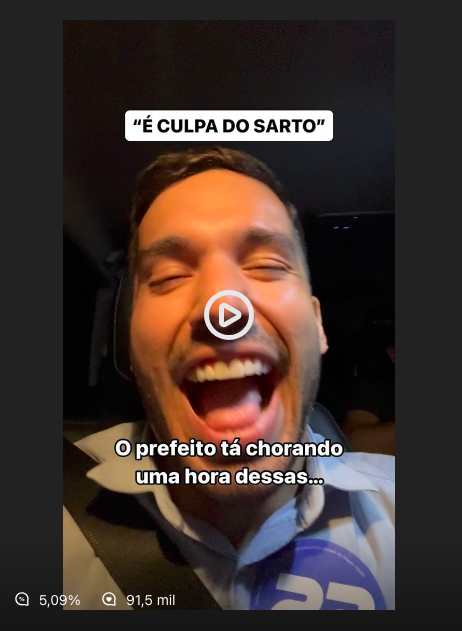 “É CULPA DO SARTO”
O prefeito tá chorando
uma hora dessas...
5,09%
91,5 mil